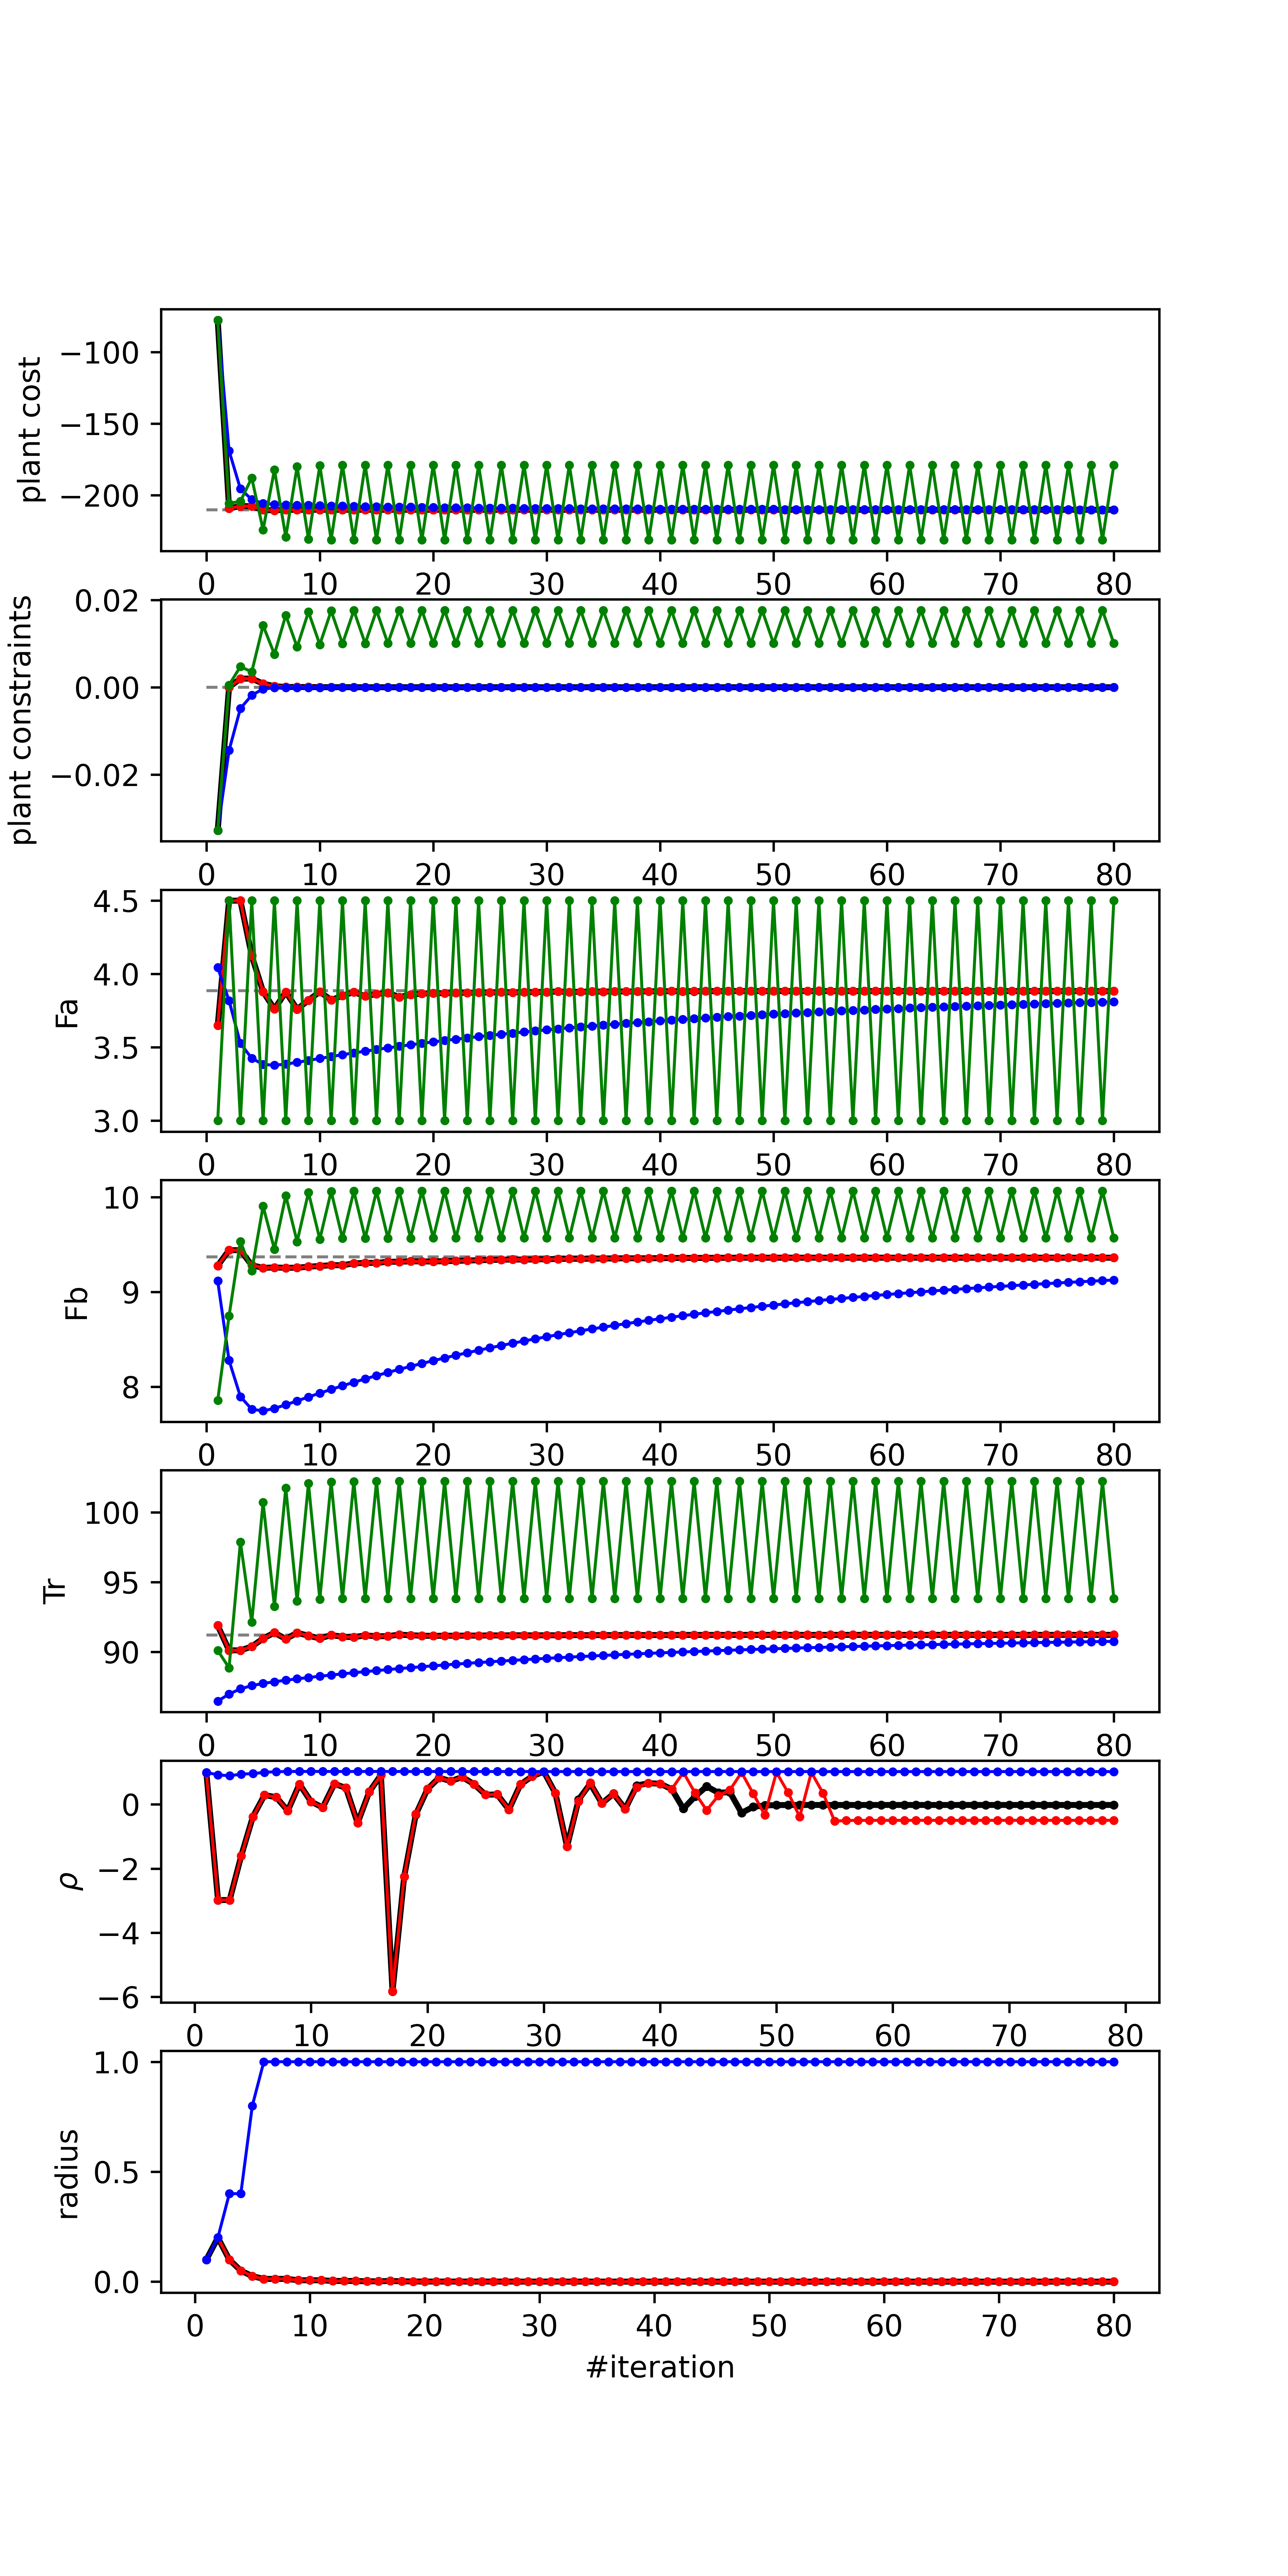 plant cost
−100
−150
−200
0 10 20 30 40 50 60 70 80
plant constraints
0.02
0.00
−0.02
0 10 20 30 40 50 60 70 80
Fa
4.5
4.0
3.5
3.0
0 10 20 30 40 50 60 70 80
Fb
10
9
8
0 10 20 30 40 50 60 70 80
Tr
100
95
90
0 10 20 30 40 50 60 70 80
ρ
0
−2
−4
−6
0 10 20 30 40 50 60 70 80
radius
1.0
0.5
0.0
0 10 20 30 40 50 60 70 80
#iteration